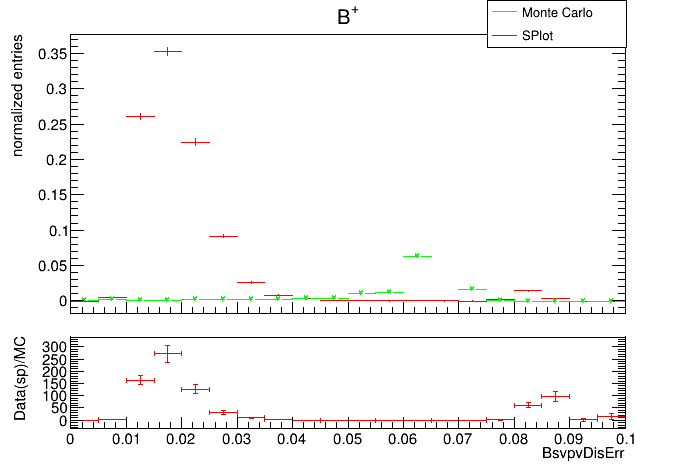 B+
Monte Carlo
SPlot
normalized entries
0.35
0.3
0.25
0.2
0.15
0.1
0.05
0
Data(sp)/MC
300
250
200
150
100
50
0
0 0.01 0.02 0.03 0.04 0.05 0.06 0.07 0.08 0.09 0.1
BsvpvDisErr